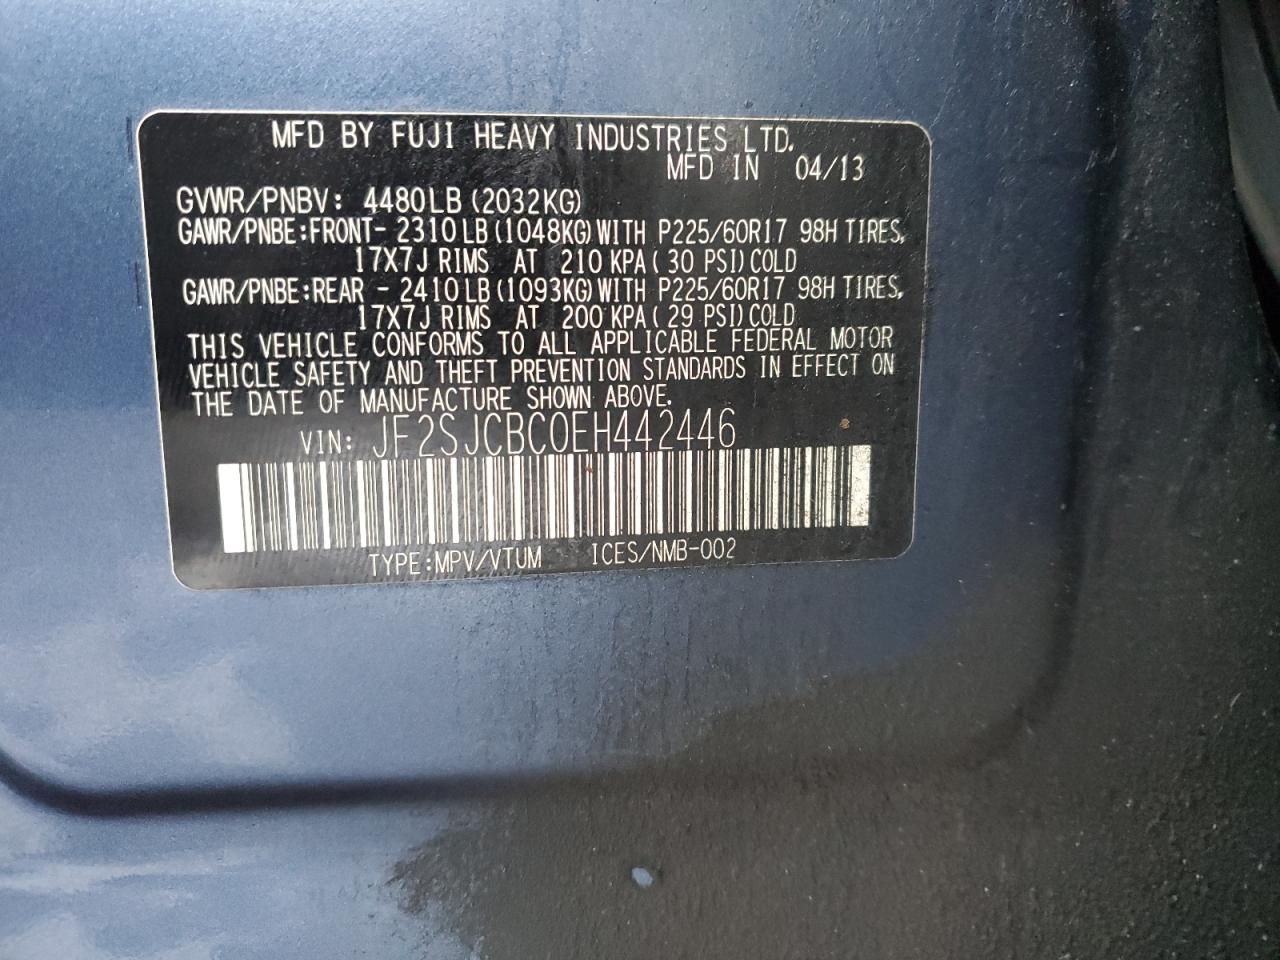 MFD BY FUJI HEAVY INDUSTRIES LTD.
MFD IN 04/13
GVWR/PNBV: 4480LB (2032KG)
GAWR/PNBE:FRONT- 2310LB (1048KG) WITH P225/60R17 98H TIRES,
17X7J RIMS AT 210 KPA ( 30 PSI) COLD
GAWR/PNBE:REAR - 2410LB (1093KG) WITH P225/60R17 98H TIRES,
17X7J RIMS AT 200 KPA ( 29 PSI) COLD
THIS VEHICLE CONFORMS TO ALL APPLICABLE FEDERAL MOTOR
VEHICLE SAFETY AND THEFT PREVENTION STANDARDS IN EFFECT ON
THE DATE OF MANUFACTURE SHOWN ABOVE.
VIN: JF2SJCBC0EH442446
TYPE:MPV/VTUM ICES/NMB-002